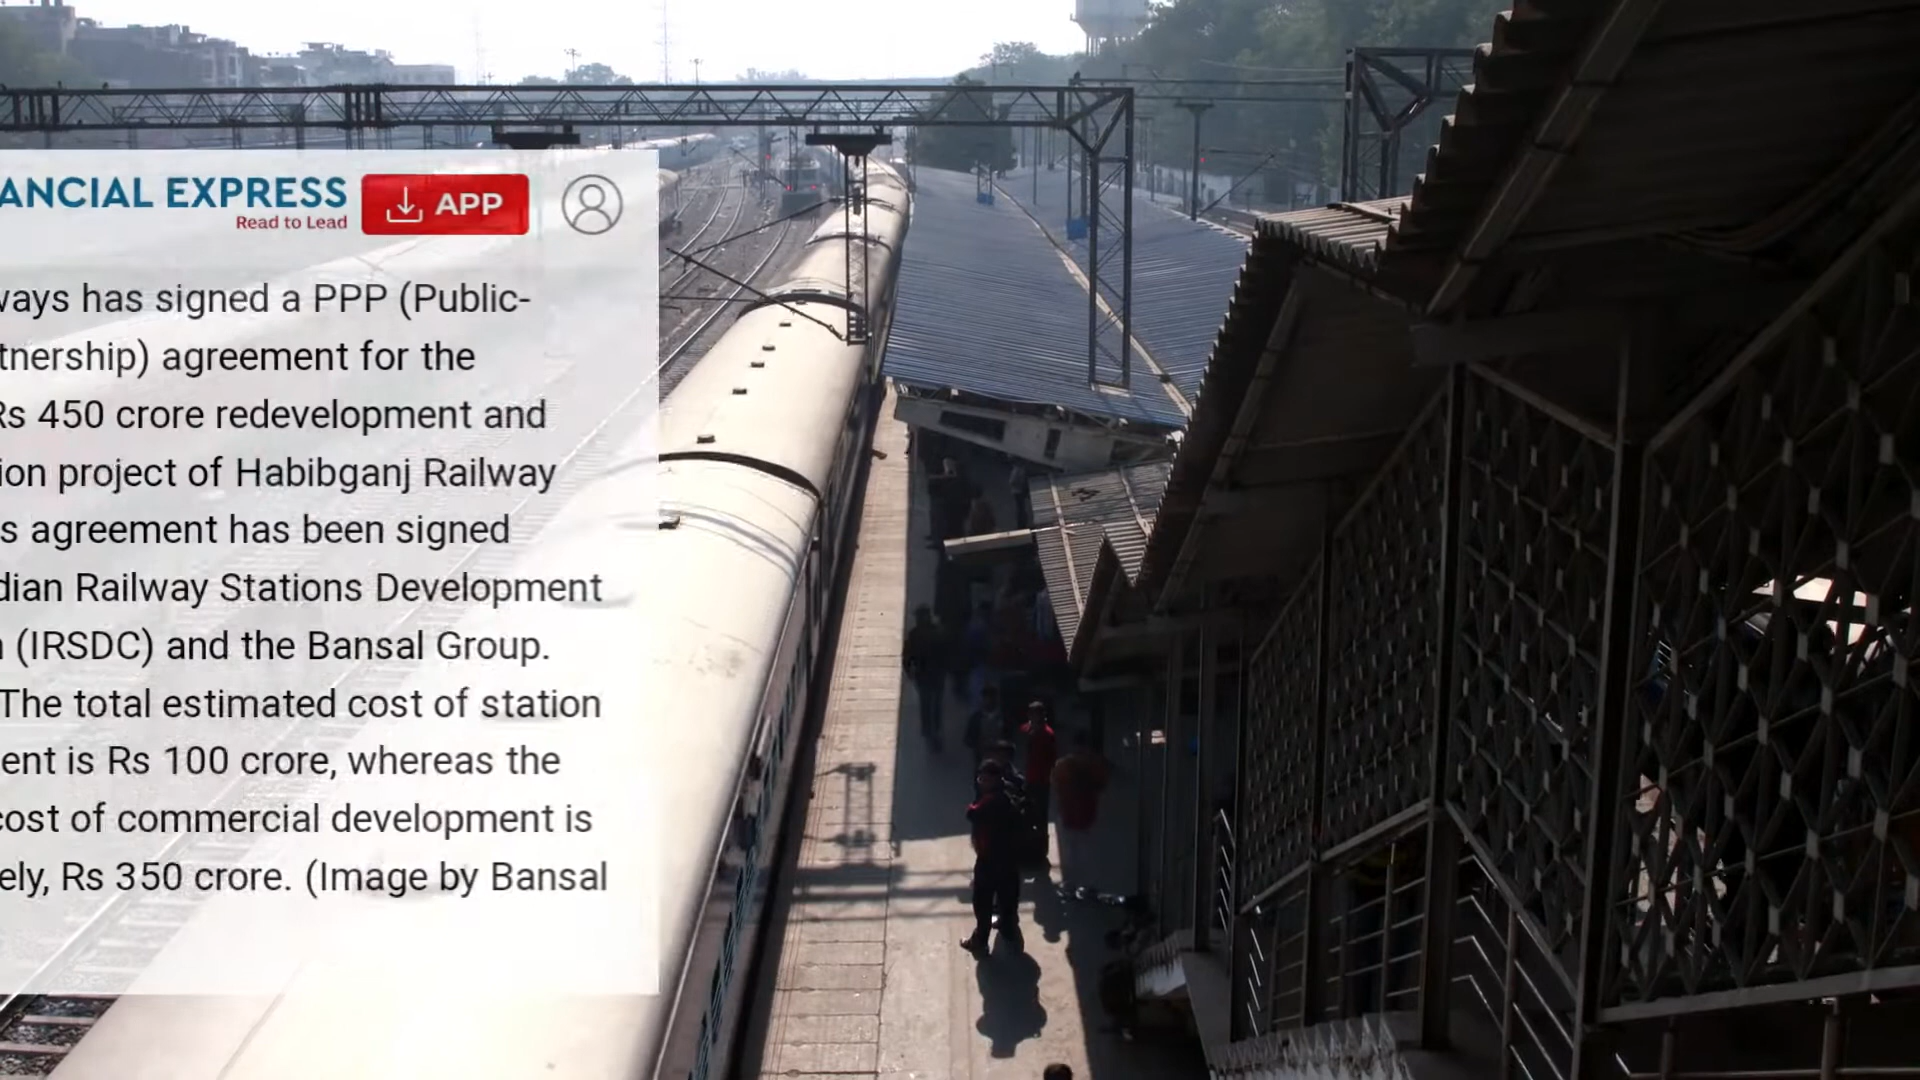 ANCIAL EXPRESS
Read to Lead
APP
ways has signed a PPP (Public-
tnership) agreement for the
Rs 450 crore redevelopment and
ion project of Habibganj Railway
s agreement has been signed
dian Railway Stations Development
n (IRSDC) and the Bansal Group.
The total estimated cost of station
ent is Rs 100 crore, whereas the
cost of commercial development is
ely, Rs 350 crore. (Image by Bansal